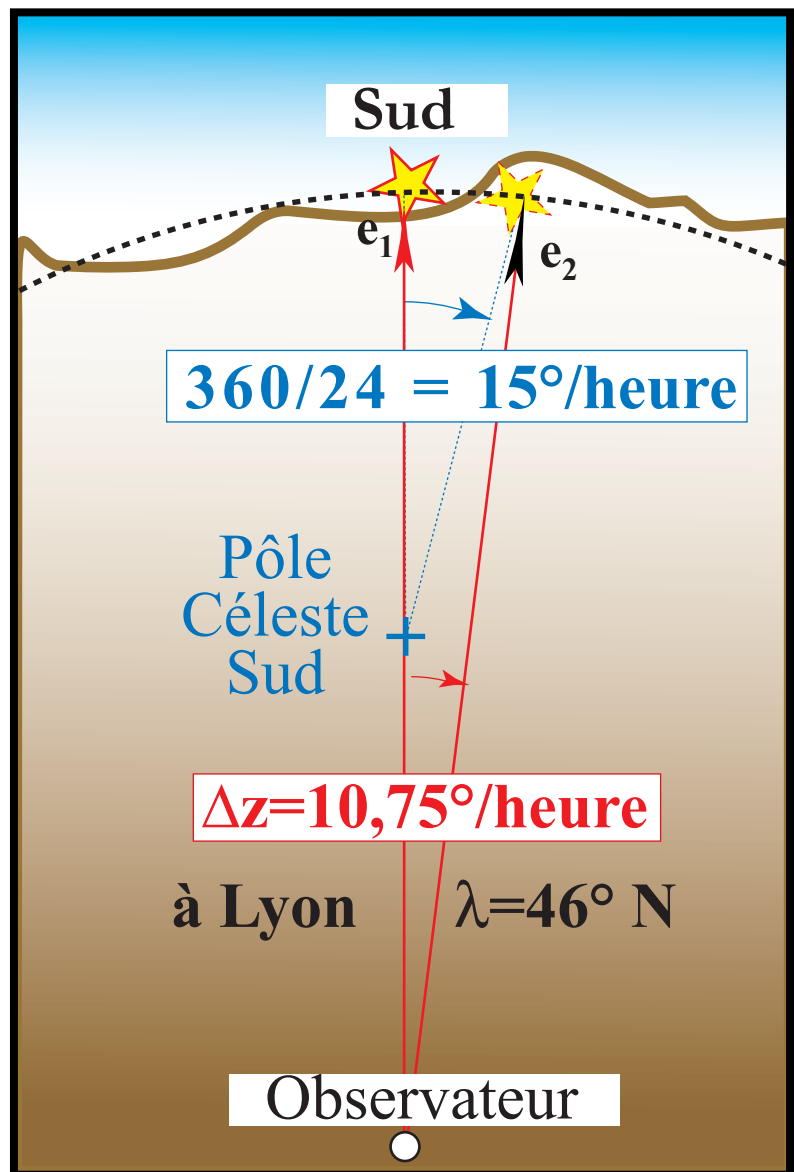 Sud
e₁
e₂
360/24 = 15°/heure
Pôle
Céleste
Sud
Δz=10,75°/heure
à Lyon λ=46° N
Observateur